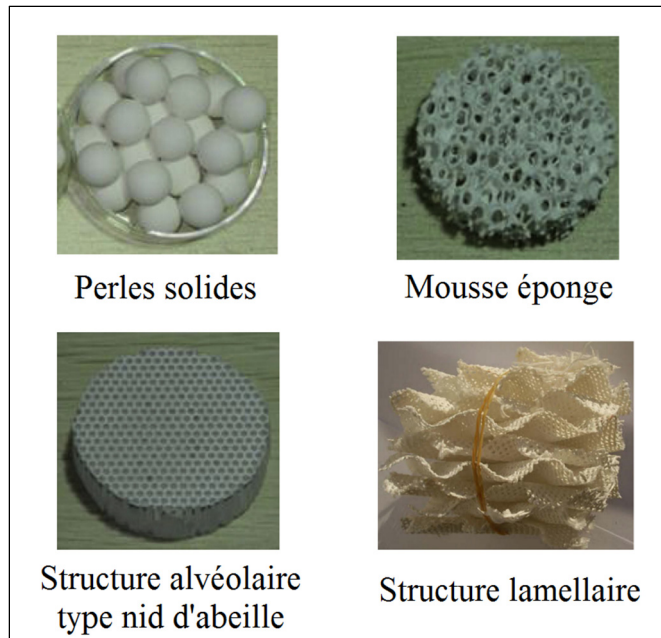 Perles solides
Mousse éponge
Structure alvéolaire
type nid d'abeille
Structure lamellaire